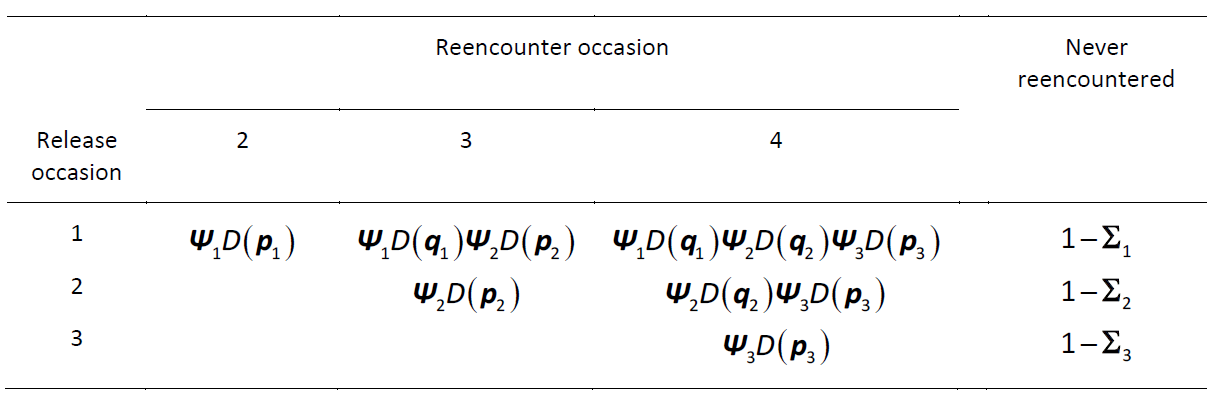 Reencounter occasion Never
reencountered
Release 2 3 4
occasion
1 Ψ₁D(p₁) Ψ₁D(q₁)Ψ₂D(p₂) Ψ₁D(q₁)Ψ₂D(q₂)Ψ₃D(p₃) 1−Σ₁
2 Ψ₂D(p₂) Ψ₂D(q₂)Ψ₃D(p₃) 1−Σ₂
3 Ψ₃D(p₃) 1−Σ₃